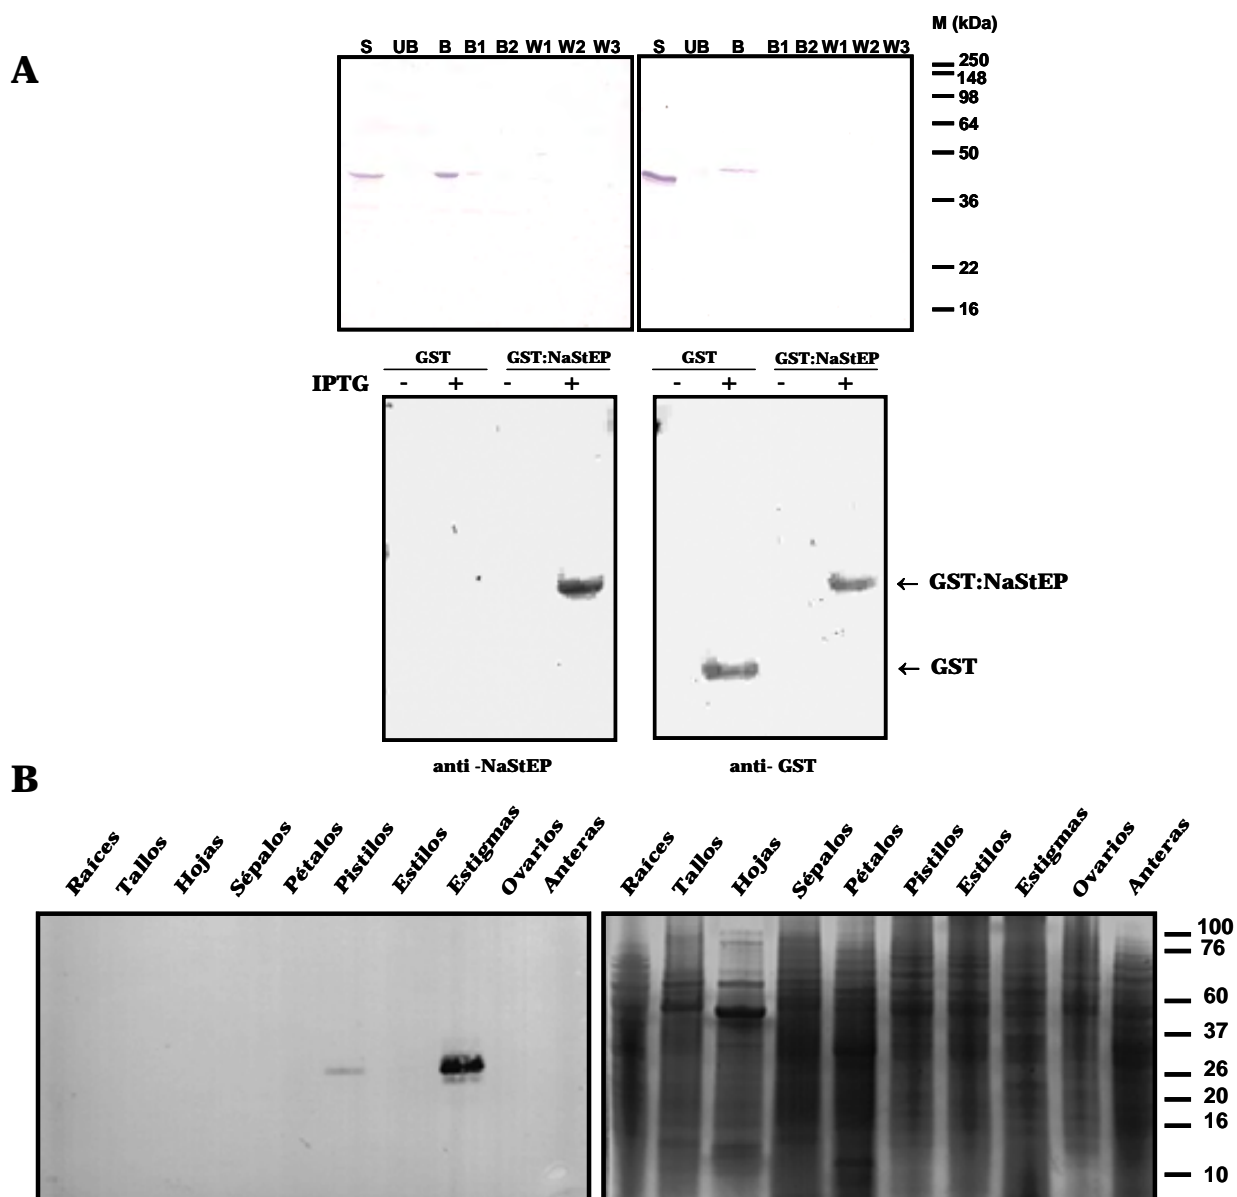 M (kDa)
S UB B B1 B2 W1 W2 W3
S UB B B1 B2 W1 W2 W3
A
250
148
98
64
50
36
22
16
GST GST:NaStEP
GST GST:NaStEP
IPTG - + - +
- + - +
← GST:NaStEP
← GST
anti -NaStEP
anti- GST
B
Raíces Tallos Hojas Sépalos Pétalos Pistilos Estilos Estigmas Ovarios Anteras
Raíces Tallos Hojas Sépalos Pétalos Pistilos Estilos Estigmas Ovarios Anteras
100
76
60
37
26
20
16
10